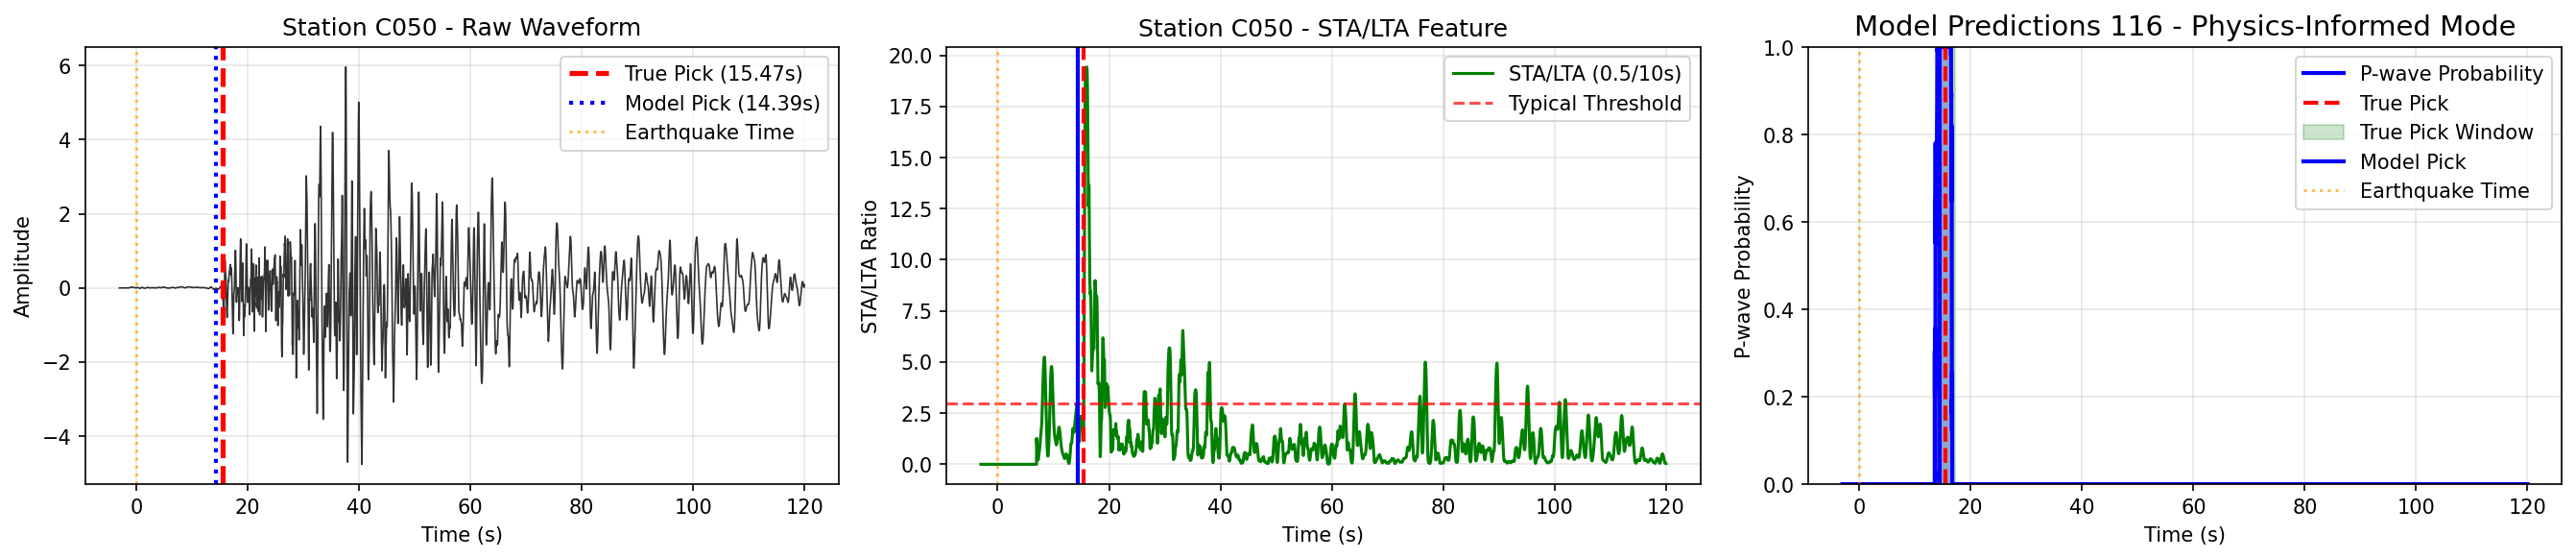 Station C050 - Raw Waveform
True Pick (15.47s)
Model Pick (14.39s)
Earthquake Time
Amplitude
6
4
2
0
−2
−4
0
20
40
60
80
100
120
Time (s)
Station C050 - STA/LTA Feature
STA/LTA (0.5/10s)
Typical Threshold
STA/LTA Ratio
20.0
17.5
15.0
12.5
10.0
7.5
5.0
2.5
0.0
0
20
40
60
80
100
120
Time (s)
Model Predictions 116 - Physics-Informed Mode
P-wave Probability
True Pick
True Pick Window
Model Pick
Earthquake Time
P-wave Probability
1.0
0.8
0.6
0.4
0.2
0.0
0
20
40
60
80
100
120
Time (s)